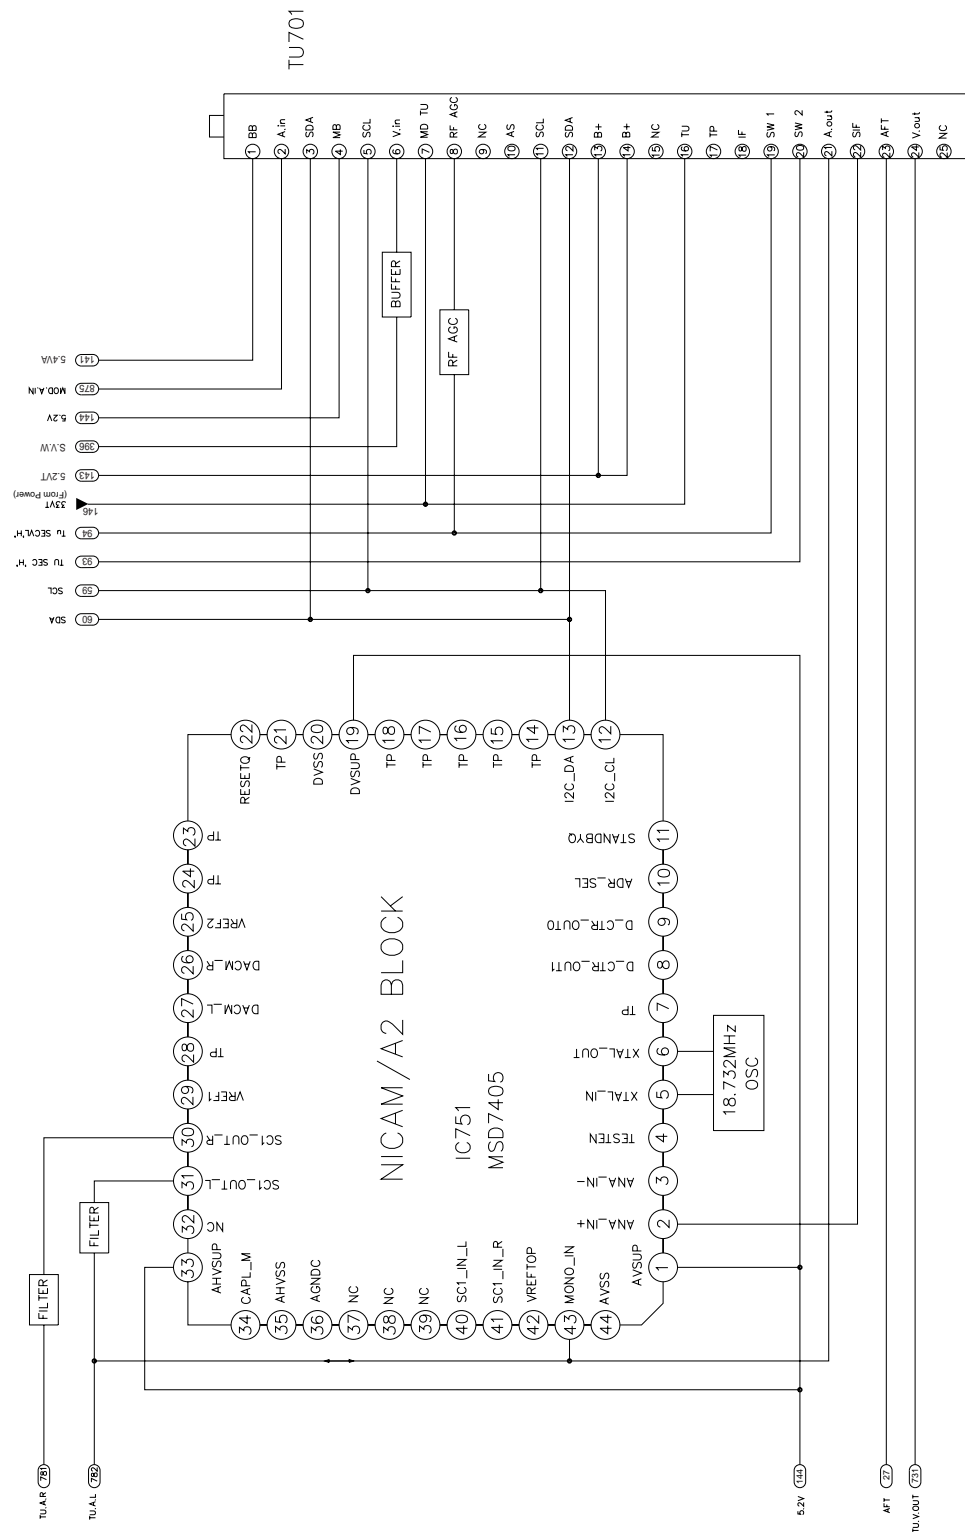 TU701
1 BB
2 A.in
3 SDA
4 MB
5 SCL
6 V.in
7 MD TU
8 RF AGC
9 NC
10 AS
11 SCL
12 SDA
13 B+
14 B+
15 NC
16 TU
17 TP
18 IF
19 SW 1
20 SW 2
21 A.out
22 SIF
23 AFT
24 V.out
25 NC
BUFFER
RF AGC
5.4VA 141
MOD.A.IN 875
5.2V 144
S.V.W 396
5.2VT 143
33VT
(From Power)
146
Tu SECVL'H' 94
TU SEC 'H' 93
SCL 59
SDA 60
RESETQ 22
TP 21
DVSS 20
DVSUP 19
TP 18
TP 17
TP 16
TP 15
TP 14
I2C_DA 13
I2C_CL 12
23 TP
24 TP
25 VREF2
26 DACM_R
27 DACM_L
28 TP
29 VREF1
30 SC1_OUT_R
31 SC1_OUT_L
32 NC
33 AHVSUP
STANDBYQ 11
ADR_SEL 10
D_CTR_OUT0 9
D_CTR_OUT1 8
TP 7
XTAL_OUT 6
XTAL_IN 5
TESTEN 4
ANA_IN- 3
ANA_IN+ 2
AVSUP 1
NICAM/A2 BLOCK
IC751
MSD7405
18.732MHz
OSC
34 CAPL_M
35 AHVSS
36 AGNDC
37 NC
38 NC
39 NC
40 SC1_IN_L
41 SC1_IN_R
42 VREFTOP
43 MONO_IN
44 AVSS
FILTER
FILTER
TU.A.R 781
TU.A.L 782
5.2V 144
AFT 27
TU.V.OUT 731